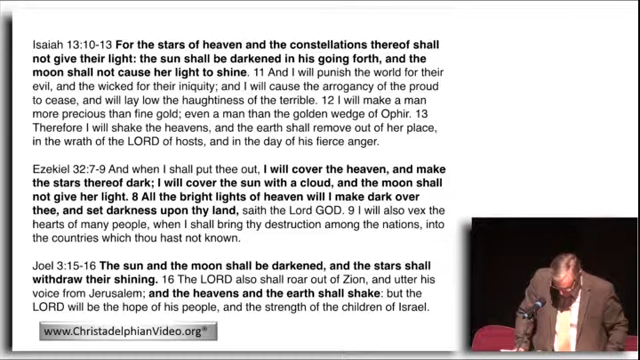 Isaiah 13:10-13 For the stars of heaven and the constellations thereof shall
not give their light: the sun shall be darkened in his going forth, and the
moon shall not cause her light to shine. 11 And I will punish the world for their
evil, and the wicked for their iniquity; and I will cause the arrogancy of the proud
to cease, and will lay low the haughtiness of the terrible. 12 I will make a man
more precious than fine gold; even a man than the golden wedge of Ophir. 13
Therefore I will shake the heavens, and the earth shall remove out of her place,
in the wrath of the LORD of hosts, and in the day of his fierce anger.
Ezekiel 32:7-9 And when I shall put thee out, I will cover the heaven, and make
the stars thereof dark; I will cover the sun with a cloud, and the moon shall
not give her light. 8 All the bright lights of heaven will I make dark over
thee, and set darkness upon thy land, saith the Lord GOD. 9 I will also vex the
hearts of many people, when I shall bring thy destruction among the nations, into
the countries which thou hast not known.
Joel 3:15-16 The sun and the moon shall be darkened, and the stars shall
withdraw their shining. 16 The LORD also shall roar out of Zion, and utter his
voice from Jerusalem; and the heavens and the earth shall shake: but the
LORD will be the hope of his people, and the strength of the children of Israel.
www.ChristadelphianVideo.org®